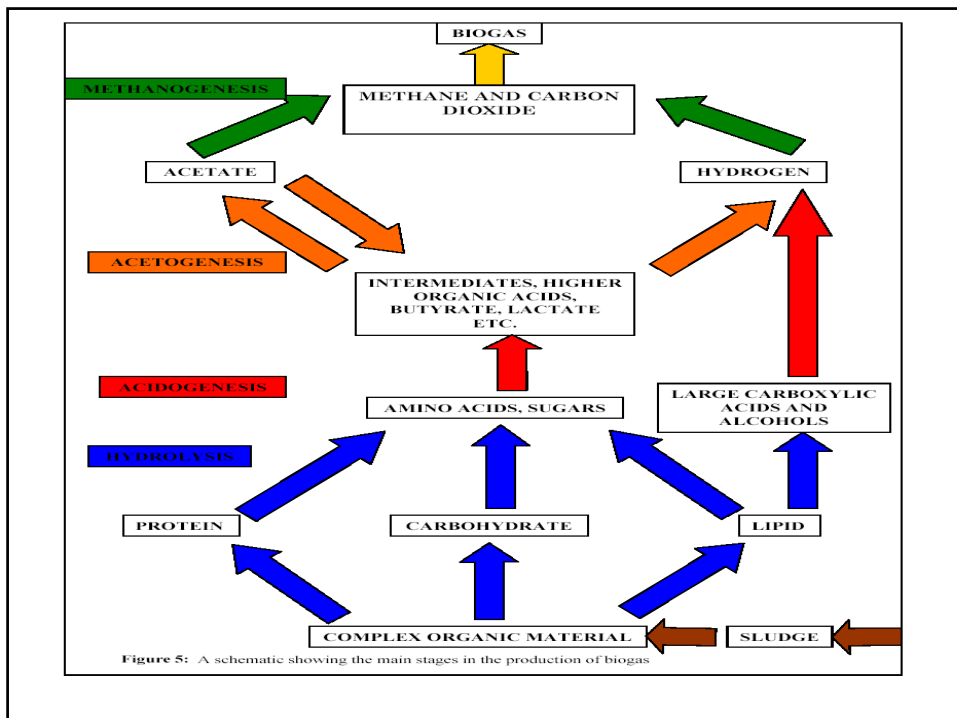 BIOGAS
METHANOGENESIS
METHANE AND CARBON
DIOXIDE
ACETATE
HYDROGEN
ACETOGENESIS
INTERMEDIATES, HIGHER
ORGANIC ACIDS,
BUTYRATE, LACTATE
ETC.
ACIDOGENESIS
AMINO ACIDS, SUGARS
LARGE CARBOXYLIC
ACIDS AND
ALCOHOLS
HYDROLYSIS
PROTEIN
CARBOHYDRATE
LIPID
COMPLEX ORGANIC MATERIAL
SLUDGE
Figure 5: A schematic showing the main stages in the production of biogas